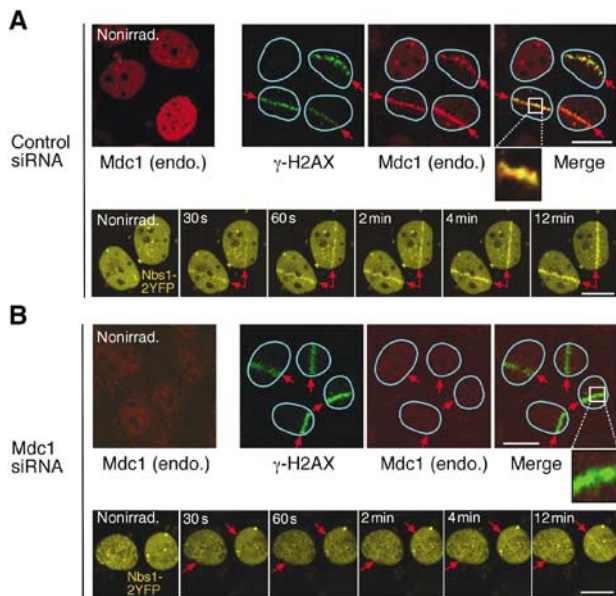 A
Control
siRNA
Nonirrad.
Mdc1 (endo.)
γ-H2AX
Mdc1 (endo.)
Merge
Nonirrad.
Nbs1-
2YFP
30 s
60 s
2 min
4 min
12 min
B
Mdc1
siRNA
Nonirrad.
Mdc1 (endo.)
γ-H2AX
Mdc1 (endo.)
Merge
Nonirrad.
Nbs1-
2YFP
30 s
60 s
2 min
4 min
12 min